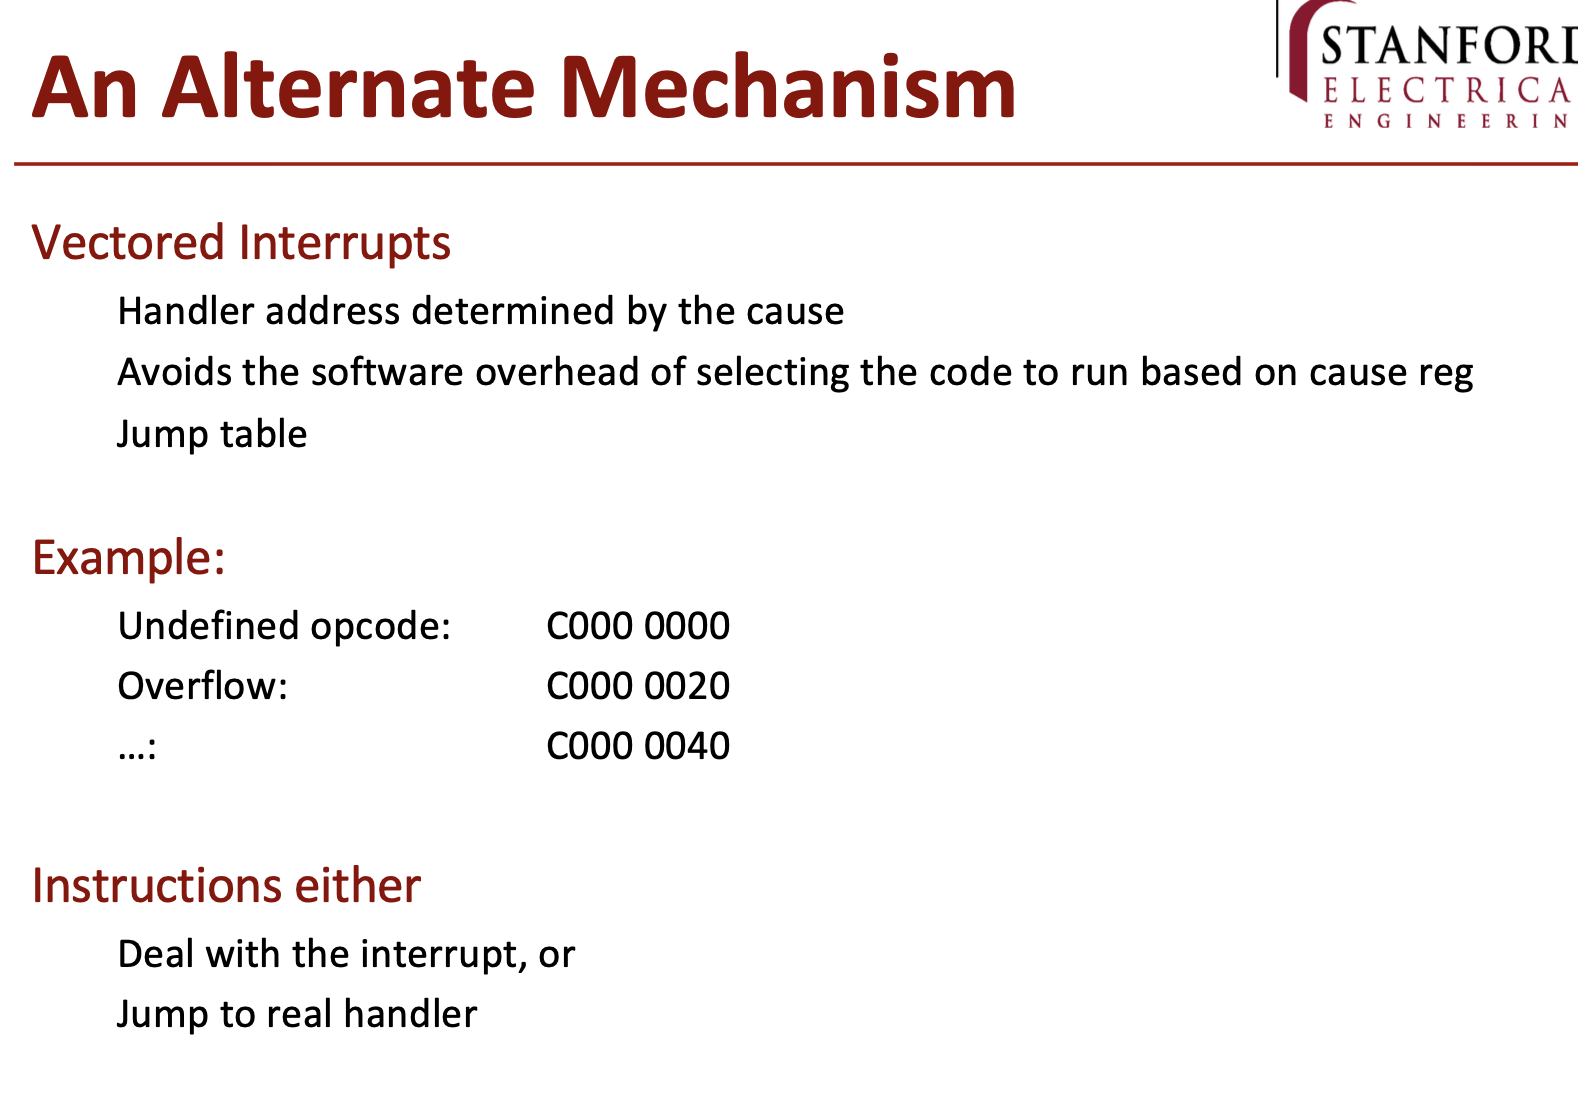 An Alternate Mechanism
STANFORD
ELECTRICA
ENGINEERIN
Vectored Interrupts
Handler address determined by the cause
Avoids the software overhead of selecting the code to run based on cause reg
Jump table
Example:
Undefined opcode: C000 0000
Overflow: C000 0020
...: C000 0040
Instructions either
Deal with the interrupt, or
Jump to real handler